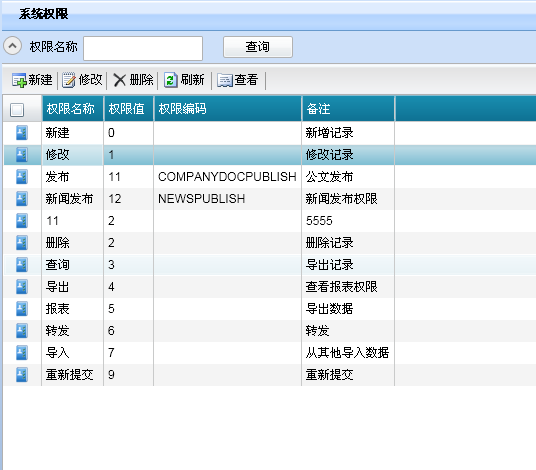 系统权限
权限名称 查询
新建 修改 删除 刷新 查看
权限名称 权限值 权限编码 备注
新建 0 新增记录
修改 1 修改记录
发布 11 COMPANYDOCPUBLISH 公文发布
新闻发布 12 NEWSPUBLISH 新闻发布权限
11 2 5555
删除 2 删除记录
查询 3 导出记录
导出 4 查看报表权限
报表 5 导出数据
转发 6 转发
导入 7 从其他导入数据
重新提交 9 重新提交